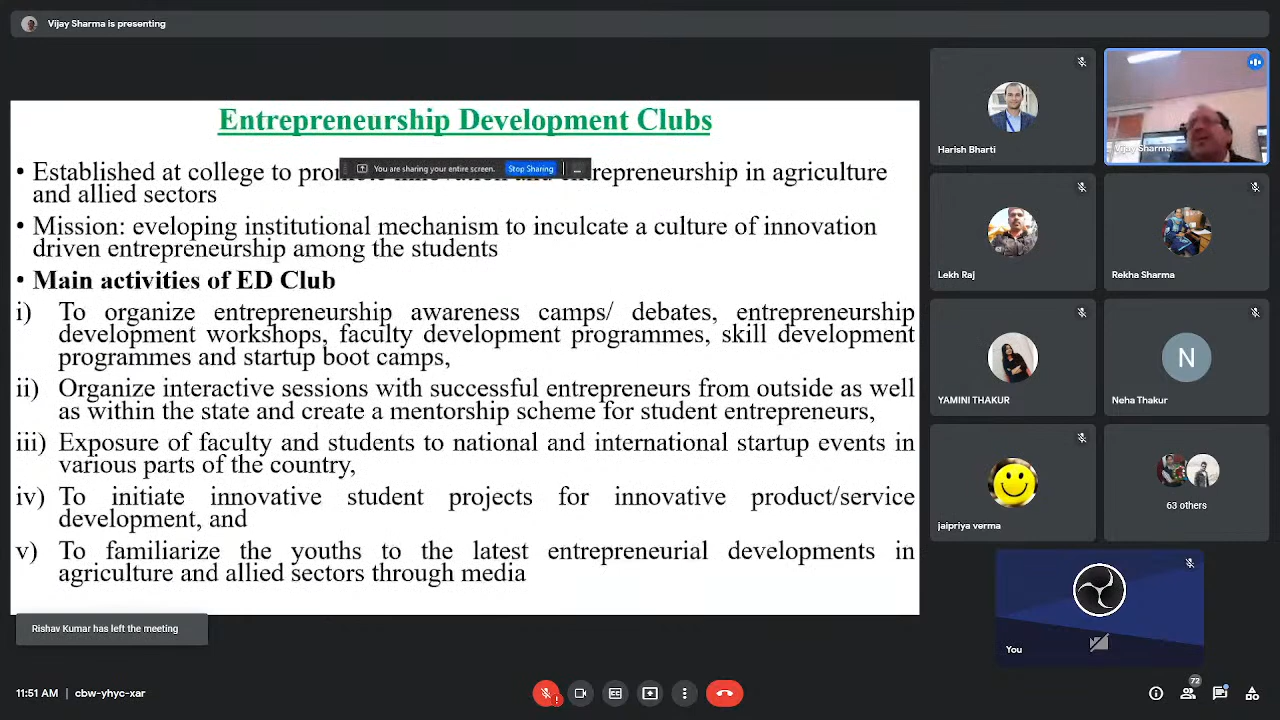 Vijay Sharma is presenting
Entrepreneurship Development Clubs
• Established at college to promote innovation and entrepreneurship in agriculture
and allied sectors
You are sharing your entire screen. Stop Sharing
• Mission: eveloping institutional mechanism to inculcate a culture of innovation
driven entrepreneurship among the students
• Main activities of ED Club
i) To organize entrepreneurship awareness camps/ debates, entrepreneurship
development workshops, faculty development programmes, skill development
programmes and startup boot camps,
ii) Organize interactive sessions with successful entrepreneurs from outside as well
as within the state and create a mentorship scheme for student entrepreneurs,
iii) Exposure of faculty and students to national and international startup events in
various parts of the country,
iv) To initiate innovative student projects for innovative product/service
development, and
v) To familiarize the youths to the latest entrepreneurial developments in
agriculture and allied sectors through media
Harish Bharti
Vijay Sharma
Lekh Raj
Rekha Sharma
YAMINI THAKUR
N
Neha Thakur
jaipriya verma
63 others
You
Rishav Kumar has left the meeting
11:51 AM | cbw-yhyc-xar
72